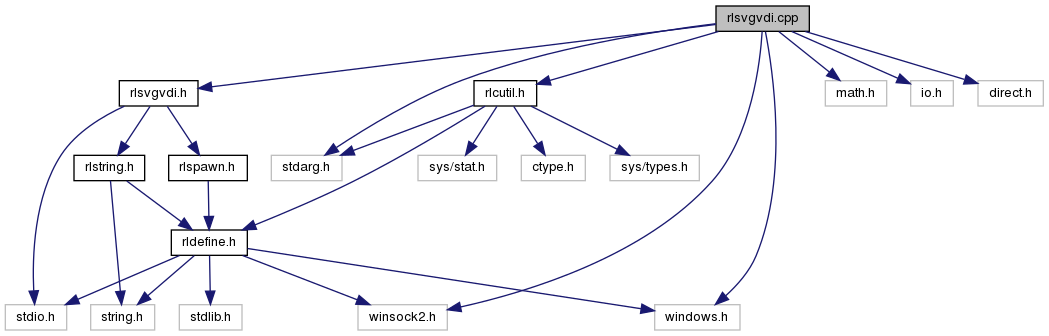 rlsvgvdi.cpp
rlsvgvdi.h
rlcutil.h
math.h
io.h
direct.h
rlstring.h
rlspawn.h
stdarg.h
sys/stat.h
ctype.h
sys/types.h
rldefine.h
stdio.h
string.h
stdlib.h
winsock2.h
windows.h